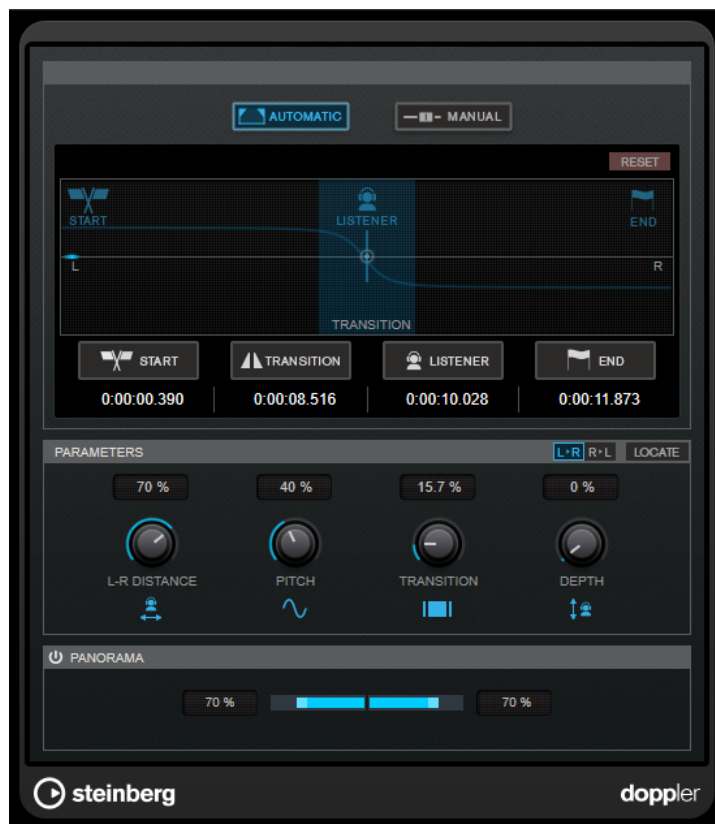 AUTOMATIC MANUAL
RESET
START LISTENER END
L R
TRANSITION
START TRANSITION LISTENER END
0:00:00.390 0:00:08.516 0:00:10.028 0:00:11.873
PARAMETERS L R R L LOCATE
70 % 40 % 15.7 % 0 %
L-R DISTANCE PITCH TRANSITION DEPTH
PANORAMA
70 % 70 %
steinberg doppler